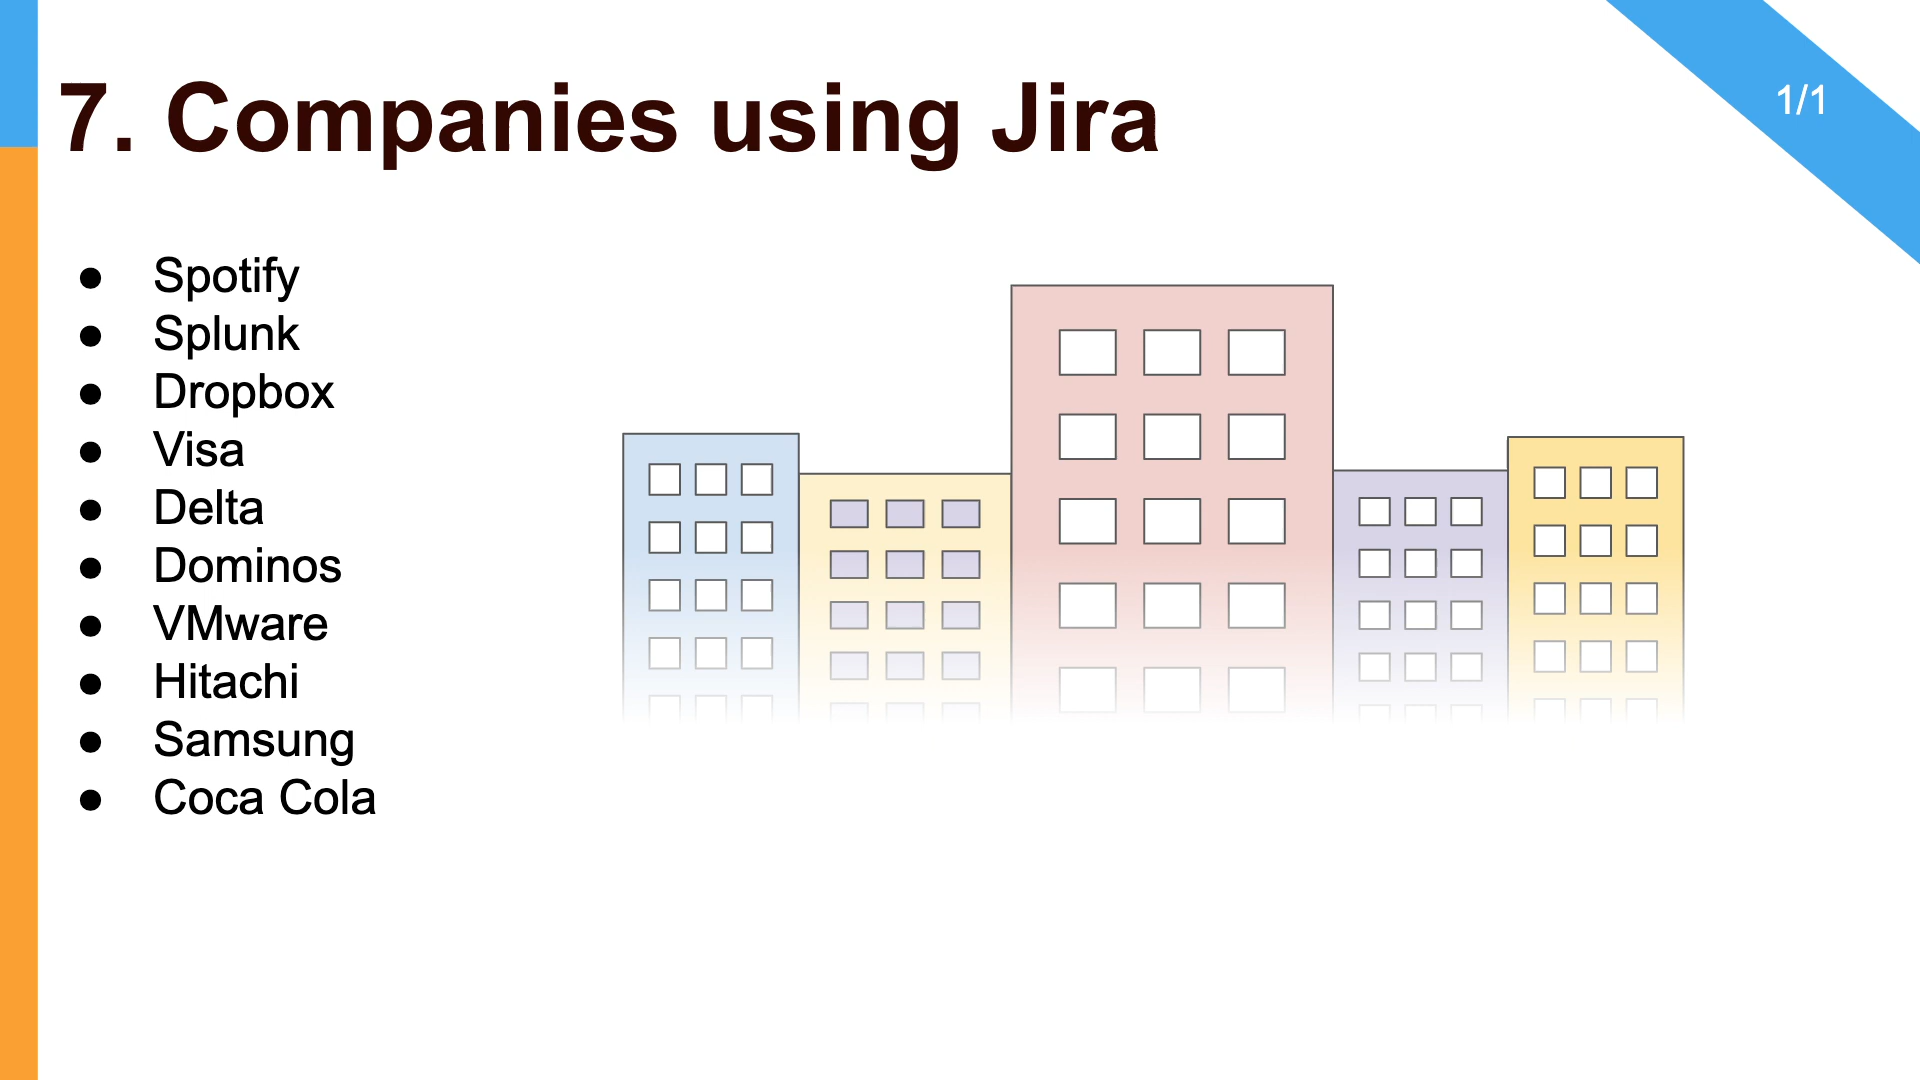 7. Companies using Jira
1/1
● Spotify
● Splunk
● Dropbox
● Visa
● Delta
● Dominos
● VMware
● Hitachi
● Samsung
● Coca Cola